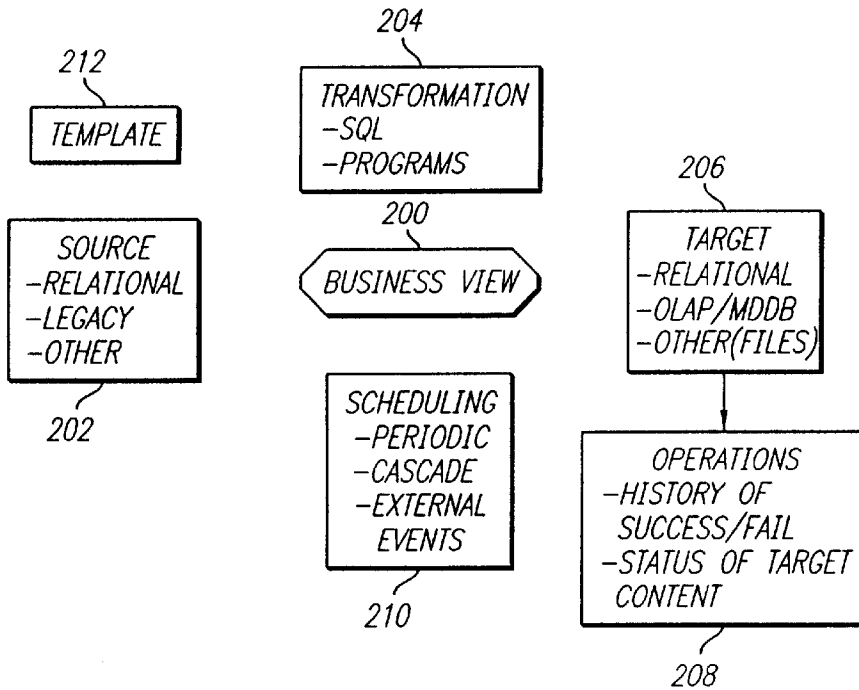 212
TEMPLATE
204
TRANSFORMATION
-SQL
-PROGRAMS
SOURCE
-RELATIONAL
-LEGACY
-OTHER
202
200
BUSINESS VIEW
206
TARGET
-RELATIONAL
-OLAP/MDDB
-OTHER(FILES)
SCHEDULING
-PERIODIC
-CASCADE
-EXTERNAL
EVENTS
210
OPERATIONS
-HISTORY OF
SUCCESS/FAIL
-STATUS OF TARGET
CONTENT
208